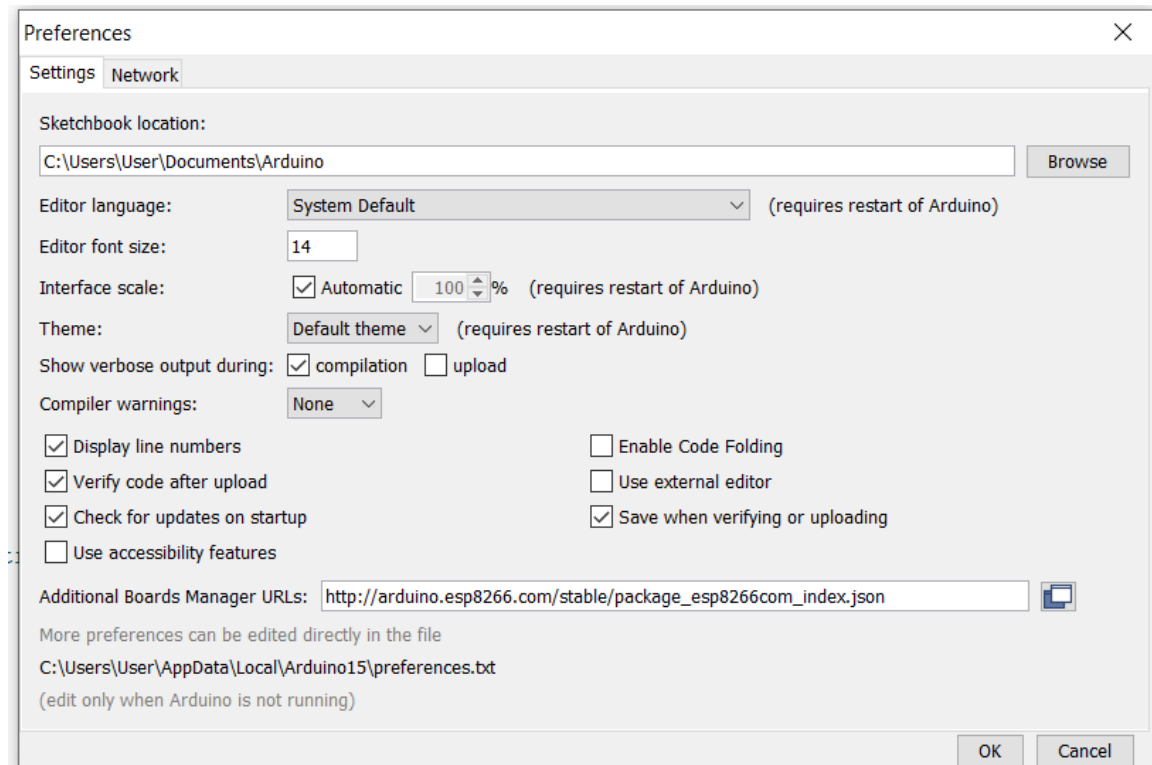 Preferences
Settings Network
Sketchbook location:
C:\Users\User\Documents\Arduino Browse
Editor language: System Default (requires restart of Arduino)
Editor font size: 14
Interface scale: Automatic 100 % (requires restart of Arduino)
Theme: Default theme (requires restart of Arduino)
Show verbose output during: compilation upload
Compiler warnings: None
Display line numbers Enable Code Folding
Verify code after upload Use external editor
Check for updates on startup Save when verifying or uploading
Use accessibility features
Additional Boards Manager URLs: http://arduino.esp8266.com/stable/package_esp8266com_index.json
More preferences can be edited directly in the file
C:\Users\User\AppData\Local\Arduino15\preferences.txt
(edit only when Arduino is not running)
OK Cancel